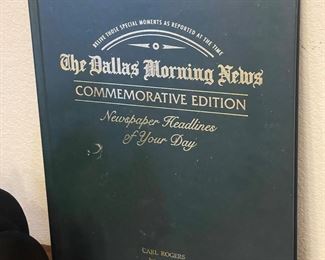 RELIVE THOSE SPECIAL MOMENTS AS REPORTED AT THE TIME
The Dallas Morning News
COMMEMORATIVE EDITION
Newspaper Headlines
of Your Day
CARL ROGERS